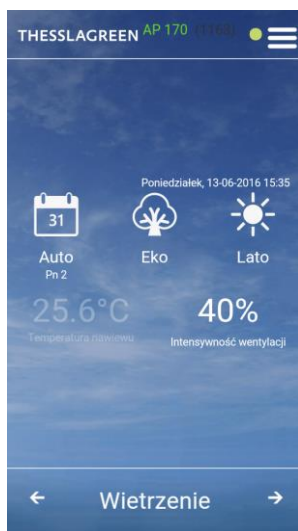 THESSLAGREEN AP 170 (1168)
Poniedziałek, 13-06-2016 15:35
31
Auto Eko Lato
Pn 2
25.6°C 40%
Temperatura nawiewu Intensywność wentylacji
Wietrzenie